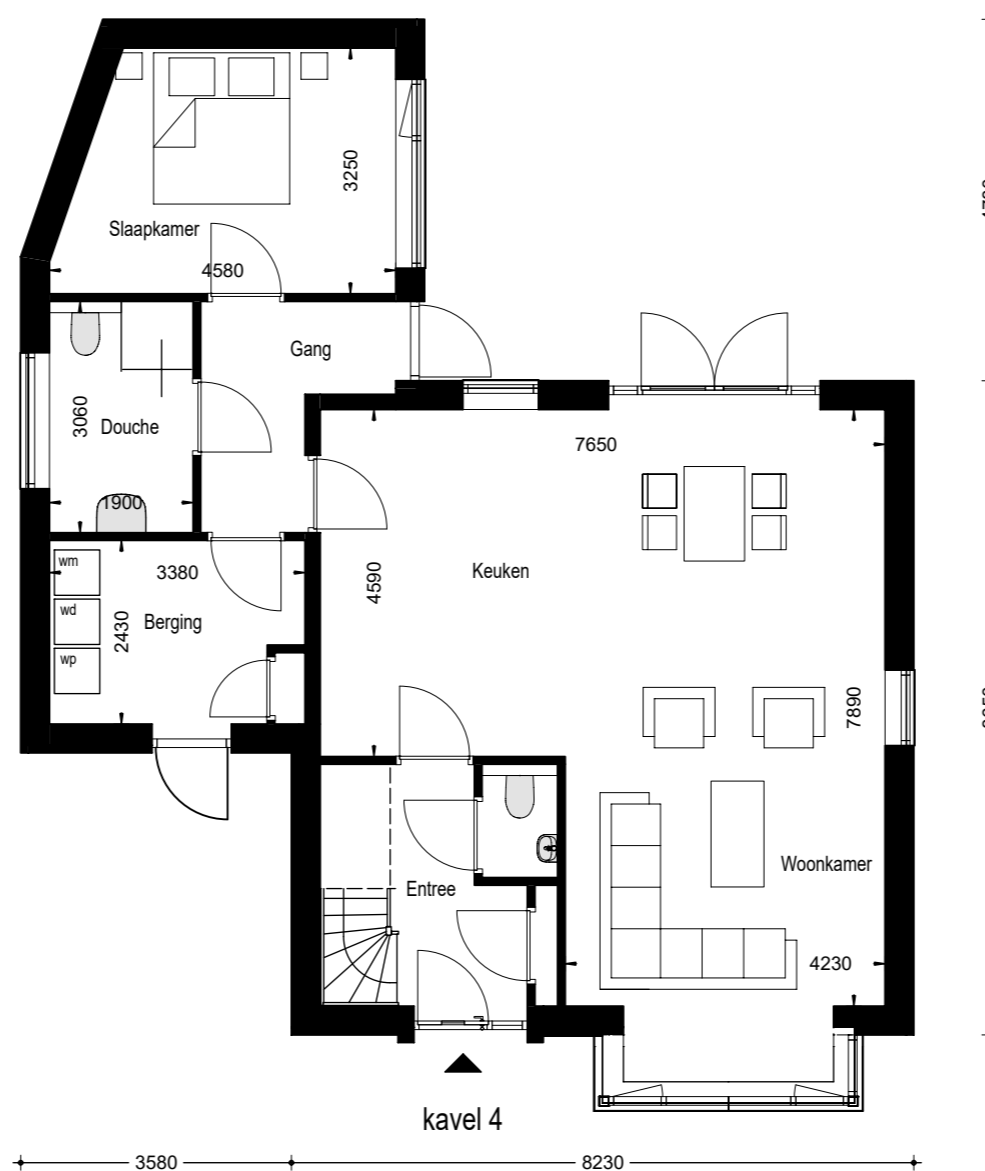 3250
Slaapkamer
4580
Gang
3060
Douche
7650
1900
wm
3380
4590
Keuken
wd
2430
Berging
wp
7890
Woonkamer
Entree
4230
kavel 4
3580
8230